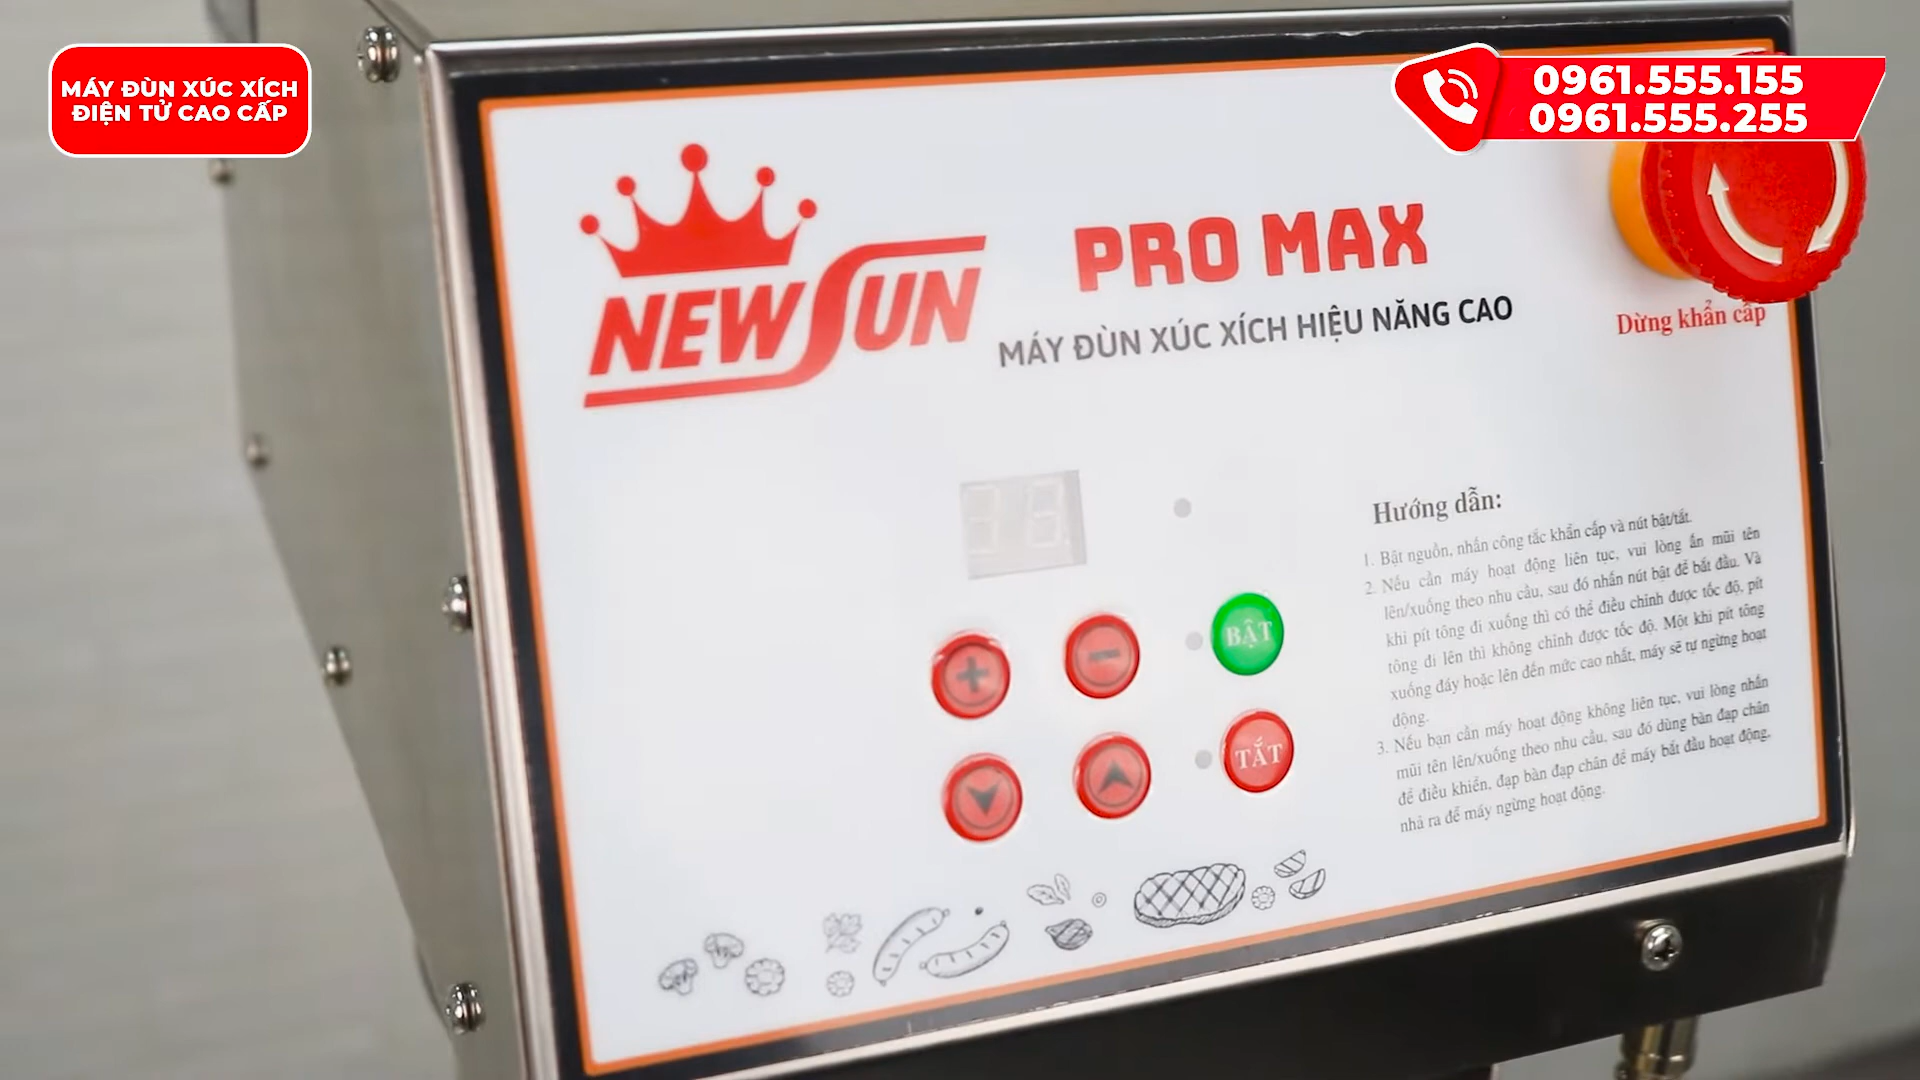 MÁY ĐÙN XÚC XÍCH
ĐIỆN TỬ CAO CẤP
0961.555.155
0961.555.255
NEWSUN
PRO MAX
MÁY ĐÙN XÚC XÍCH HIỆU NĂNG CAO
Dừng khẩn cấp
BẬT
TẮT
Hướng dẫn:
1. Bật nguồn, nhấn công tắc khẩn cấp và nút bật/tắt.
2. Nếu cần máy hoạt động liên tục, vui lòng ấn mũi tên
lên/xuống theo nhu cầu, sau đó nhấn nút bật để bắt đầu. Và
khi pít tông đi xuống thì có thể điều chỉnh được tốc độ, pít
tông đi lên thì không chỉnh được tốc độ. Một khi pít tông
xuống đáy hoặc lên đến mức cao nhất, máy sẽ tự ngừng hoạt
động.
3. Nếu bạn cần máy hoạt động không liên tục, vui lòng nhấn
mũi tên lên/xuống theo nhu cầu, sau đó dùng bàn đạp chân
để điều khiển, đạp bàn đạp chân để máy bắt đầu hoạt động,
nhả ra để máy ngừng hoạt động.